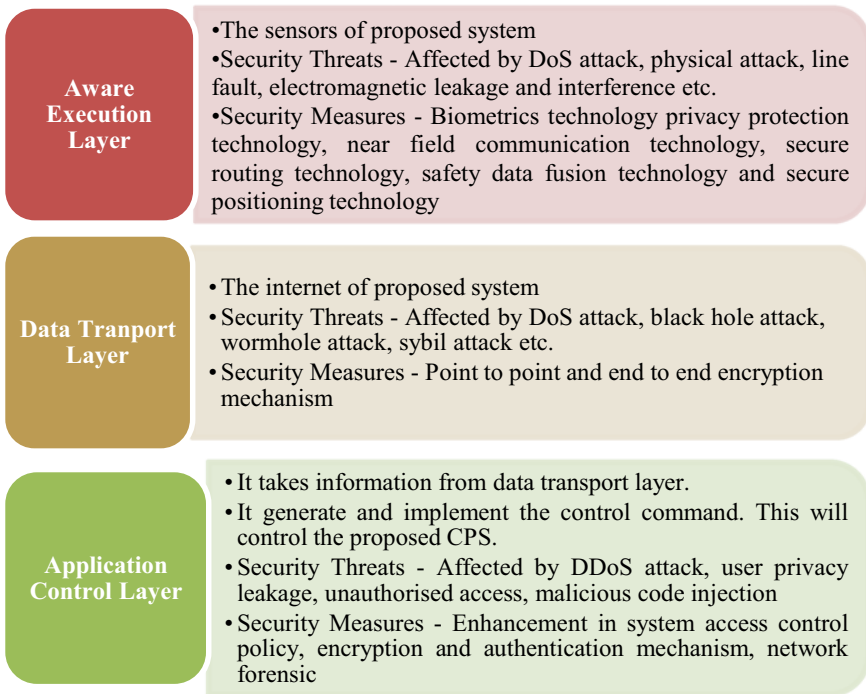 Aware
Execution
Layer
•The sensors of proposed system
•Security Threats - Affected by DoS attack, physical attack, line
fault, electromagnetic leakage and interference etc.
•Security Measures - Biometrics technology privacy protection
technology, near field communication technology, secure
routing technology, safety data fusion technology and secure
positioning technology
Data Tranport
Layer
• The internet of proposed system
• Security Threats - Affected by DoS attack, black hole attack,
wormhole attack, sybil attack etc.
• Security Measures - Point to point and end to end encryption
mechanism
Application
Control Layer
• It takes information from data transport layer.
• It generate and implement the control command. This will
control the proposed CPS.
• Security Threats - Affected by DDoS attack, user privacy
leakage, unauthorised access, malicious code injection
• Security Measures - Enhancement in system access control
policy, encryption and authentication mechanism, network
forensic